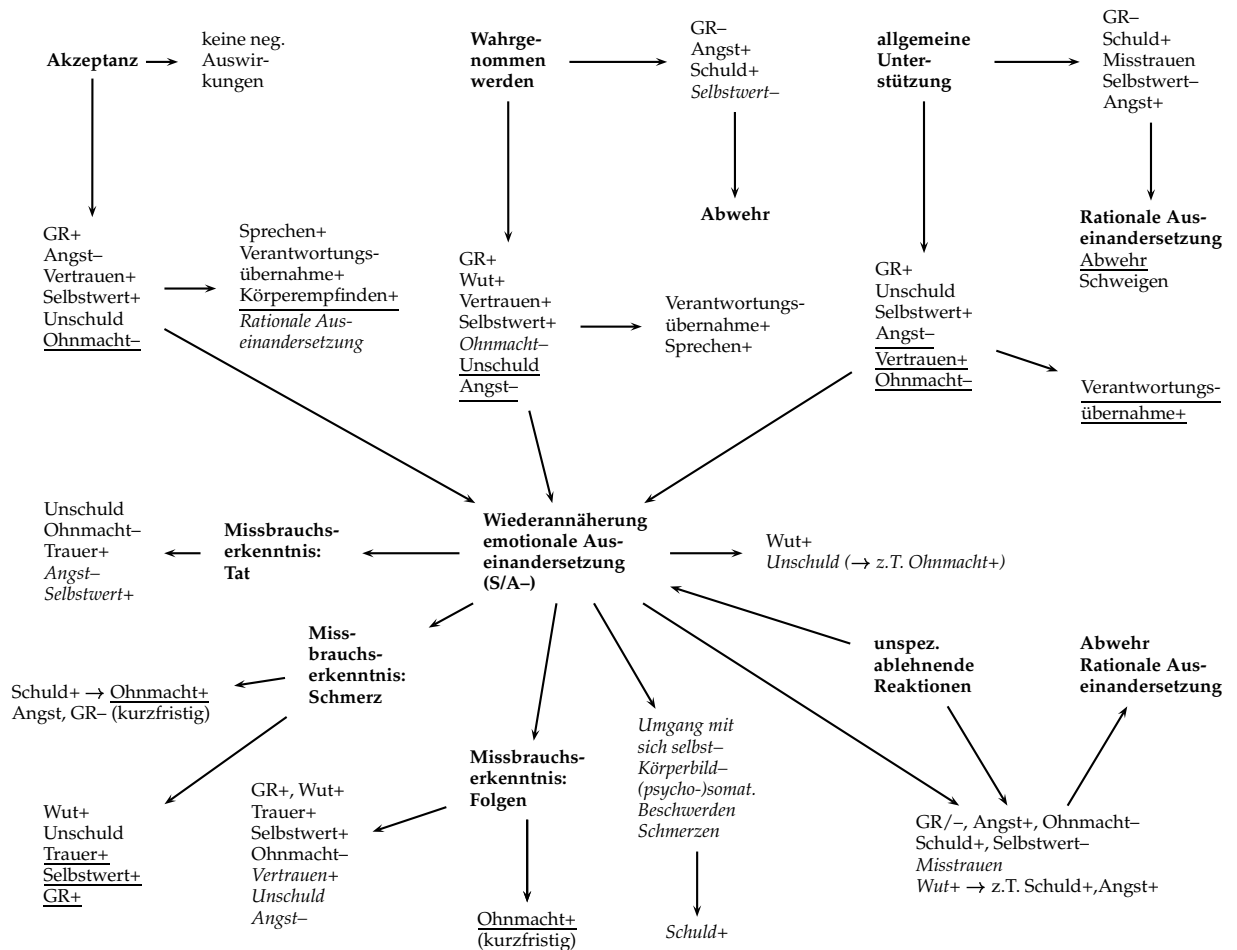 Akzeptanz
keine neg.
Auswir-
kungen
Wahrge-
nommen
werden
GR–
Angst+
Schuld+
Selbstwert–
Abwehr
allgemeine
Unter-
stützung
GR–
Schuld+
Misstrauen
Selbstwert–
Angst+
Rationale Aus-
einandersetzung
Abwehr
Schweigen
GR+
Angst–
Vertrauen+
Selbstwert+
Unschuld
Ohnmacht–
Sprechen+
Verantwortungs-
übernahme+
Körperempfinden+
Rationale Aus-
einandersetzung
GR+
Wut+
Vertrauen+
Selbstwert+
Ohnmacht–
Unschuld
Angst–
Verantwortungs-
übernahme+
Sprechen+
GR+
Unschuld
Selbstwert+
Angst–
Vertrauen+
Ohnmacht–
Verantwortungs-
übernahme+
Unschuld
Ohnmacht–
Trauer+
Angst–
Selbstwert+
Missbrauchs-
erkenntnis:
Tat
Wiederannäherung
emotionale Aus-
einandersetzung
(S/A–)
Wut+
Unschuld (→ z.T. Ohnmacht+)
Miss-
brauchs-
erkenntnis:
Schmerz
Schuld+ → Ohnmacht+
Angst, GR– (kurzfristig)
unspez.
ablehnende
Reaktionen
Abwehr
Rationale Aus-
einandersetzung
Wut+
Unschuld
Trauer+
Selbstwert+
GR+
GR+, Wut+
Trauer+
Selbstwert+
Ohnmacht–
Vertrauen+
Unschuld
Angst–
Missbrauchs-
erkenntnis:
Folgen
Ohnmacht+
(kurzfristig)
Umgang mit
sich selbst–
Körperbild–
(psycho-)somat.
Beschwerden
Schmerzen
Schuld+
GR/–, Angst+, Ohnmacht–
Schuld+, Selbstwert–
Misstrauen
Wut+ → z.T. Schuld+,Angst+